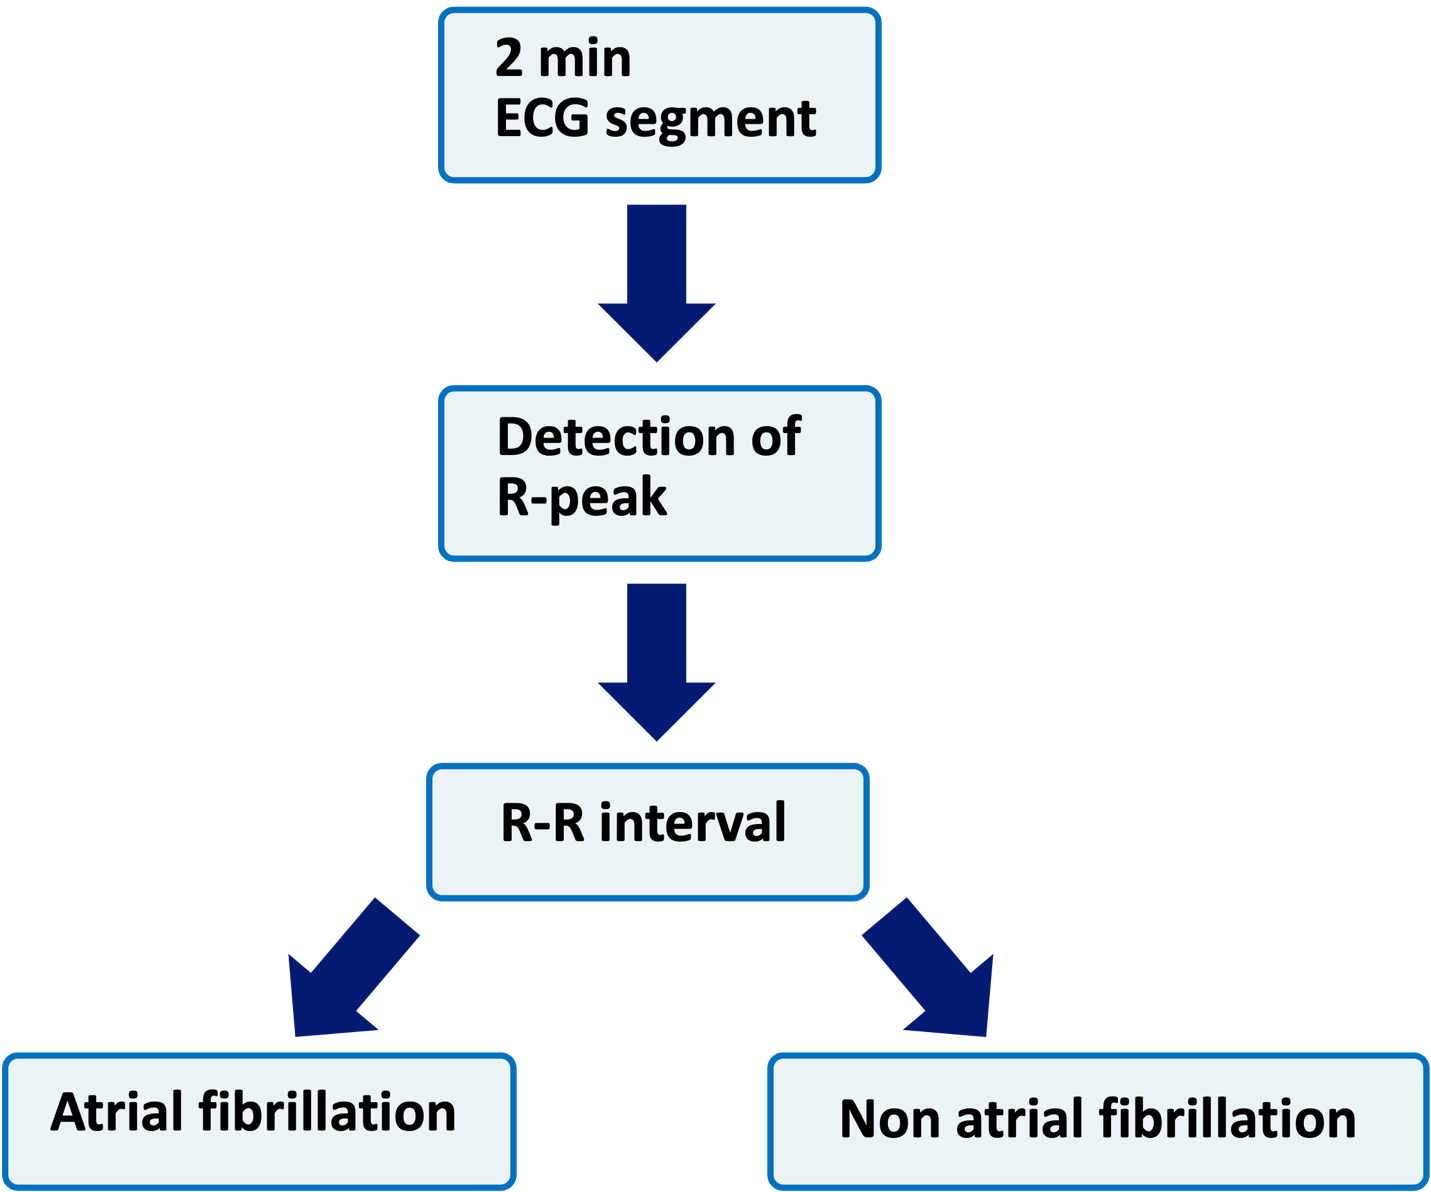 2 min
ECG segment
Detection of
R-peak
R-R interval
Atrial fibrillation
Non atrial fibrillation